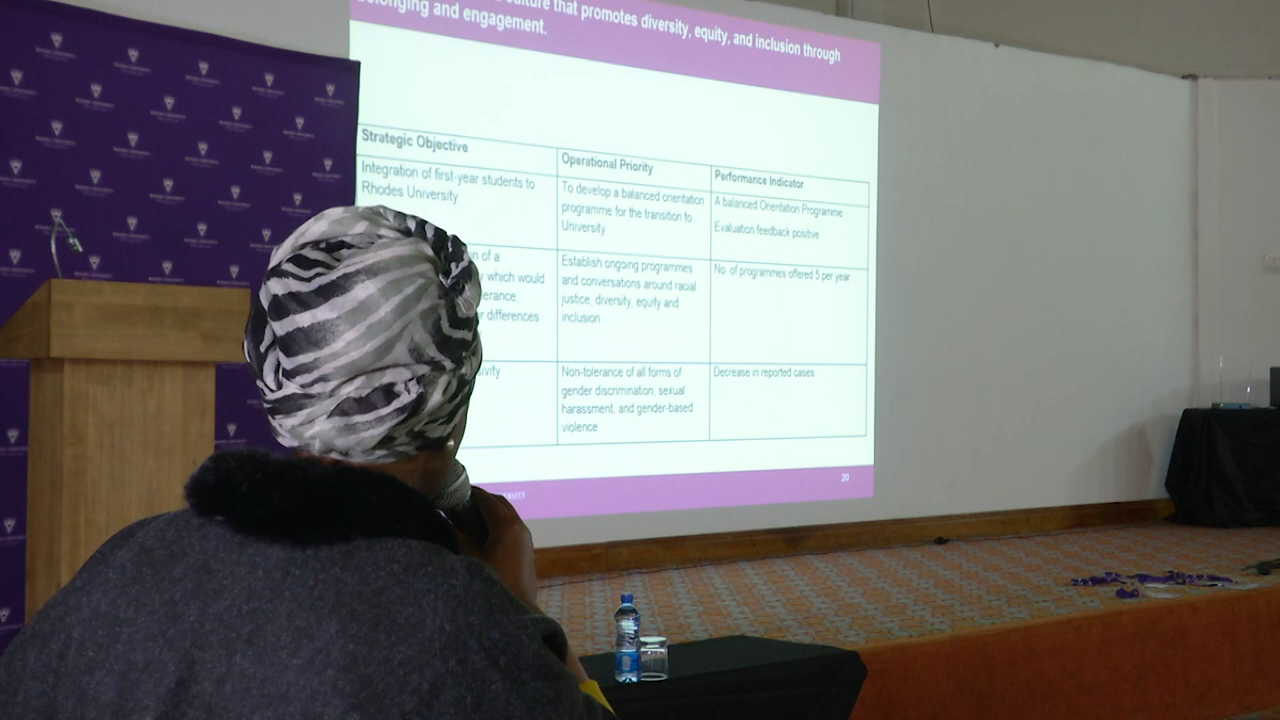 culture that promotes diversity, equity, and inclusion through
belonging and engagement.
Strategic Objective
Operational Priority
Performance Indicator
Integration of first-year students to
Rhodes University
To develop a balanced orientation
programme for the transition to
University
A balanced Orientation Programme
Evaluation feedback positive
n of a
y which would
erance,
r differences
Establish ongoing programmes
and conversations around racial
justice, diversity, equity and
inclusion
No. of programmes offered 5 per year
sivity
Non-tolerance of all forms of
gender discrimination, sexual
harassment, and gender-based
violence
Decrease in reported cases
20